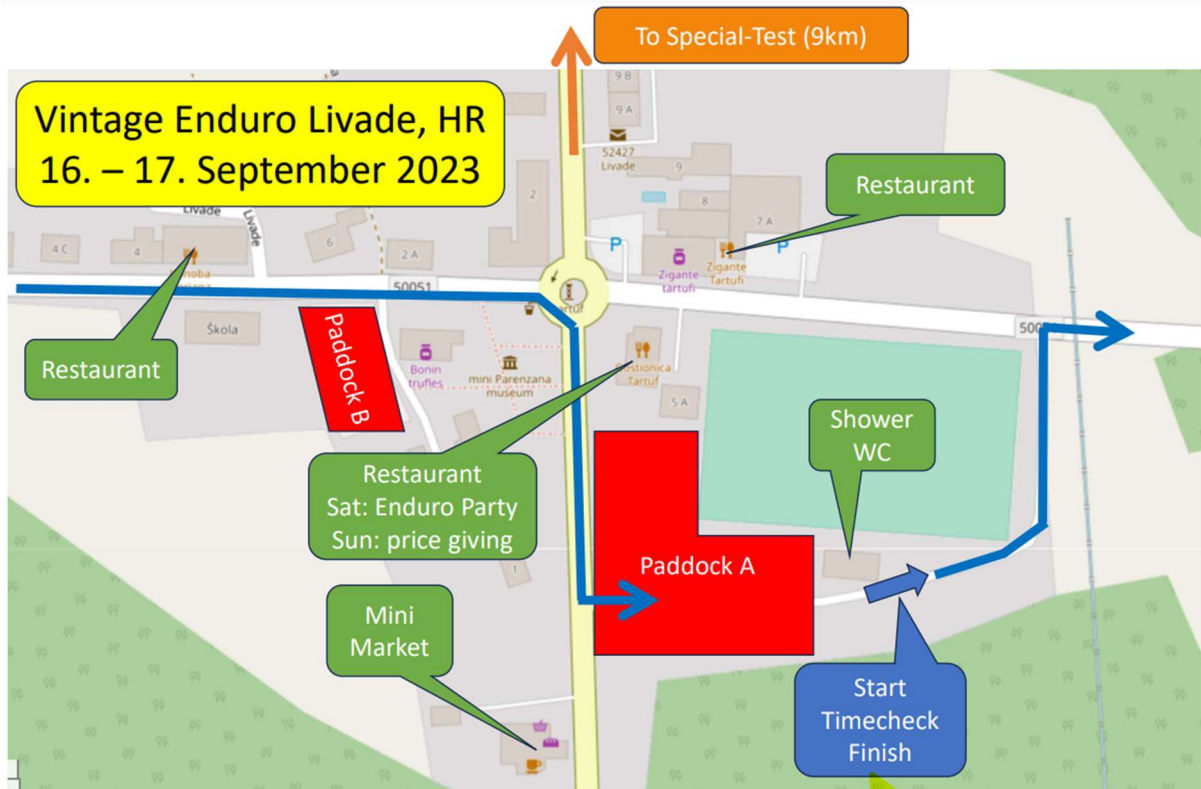 To Special-Test (9km)
Vintage Enduro Livade, HR
16. – 17. September 2023
9 B
9 A
52427
Livade
9
2
8
7 A
Restaurant
Livade
Livade
4 C
4
6
2 A
P
P
Zigante
tartufi
Zigante
Tartufi
50051
Škola
Restaurant
Paddock B
Bonin
trufles
mini Parenzana
museum
Tartuf
5 A
Restaurant
Sat: Enduro Party
Sun: price giving
Shower
WC
1
Paddock A
Mini
Market
Start
Timecheck
Finish